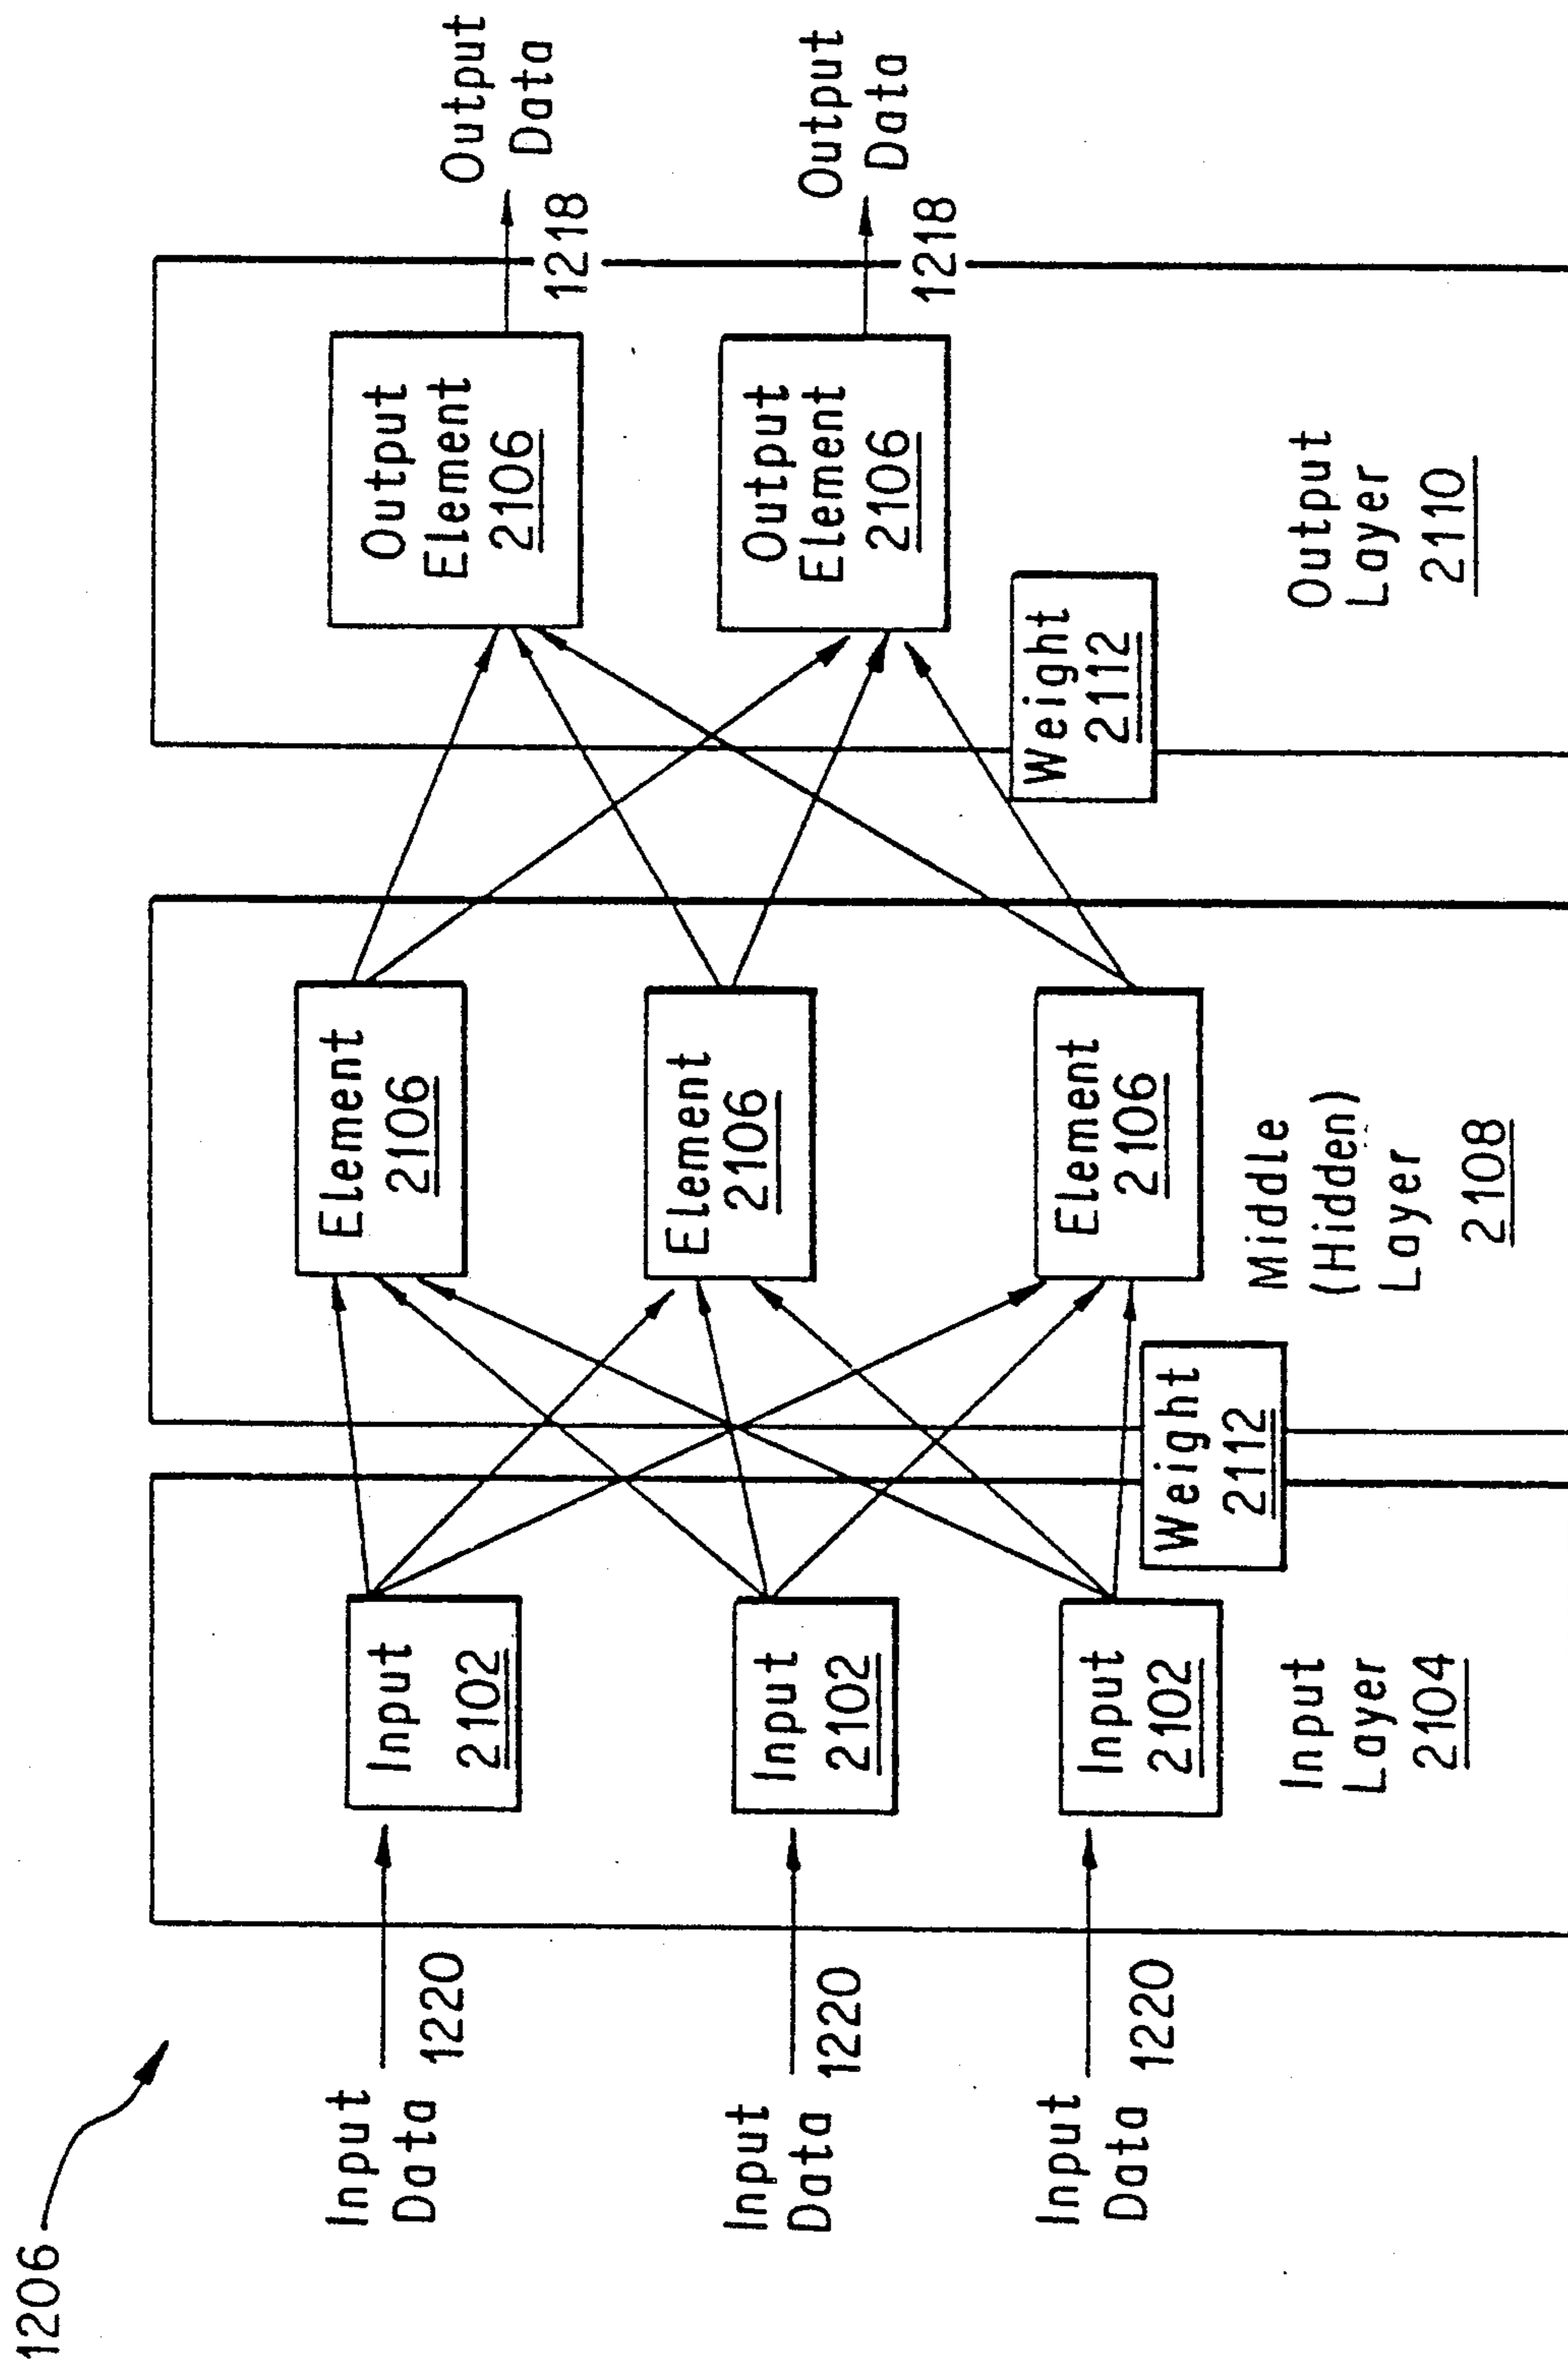 1206
Input
Data 1220
Input
Data 1220
Input
Data 1220
Input
2102
Input
2102
Input
2102
Input
Layer
2104
Weight
2112
Element
2106
Element
2106
Element
2106
Middle
(Hidden)
Layer
2108
Weight
2112
Output
Element
2106
Output
Element
2106
Output
Layer
2110
1218
Output
Data
1218
Output
Data